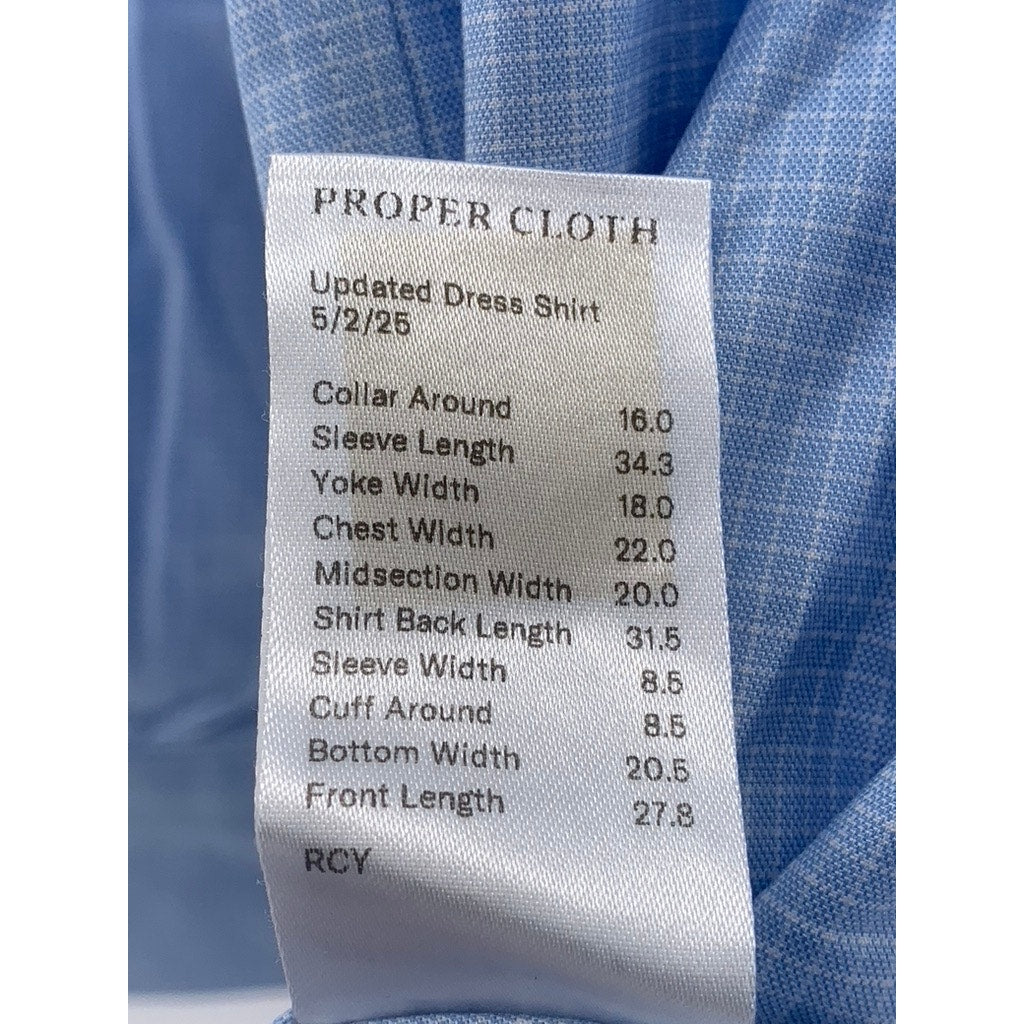 PROPER CLOTH
Updated Dress Shirt
5/2/25
Collar Around 16.0
Sleeve Length 34.3
Yoke Width 18.0
Chest Width 22.0
Midsection Width 20.0
Shirt Back Length 31.5
Sleeve Width 8.5
Cuff Around 8.5
Bottom Width 20.5
Front Length 27.8
RCY